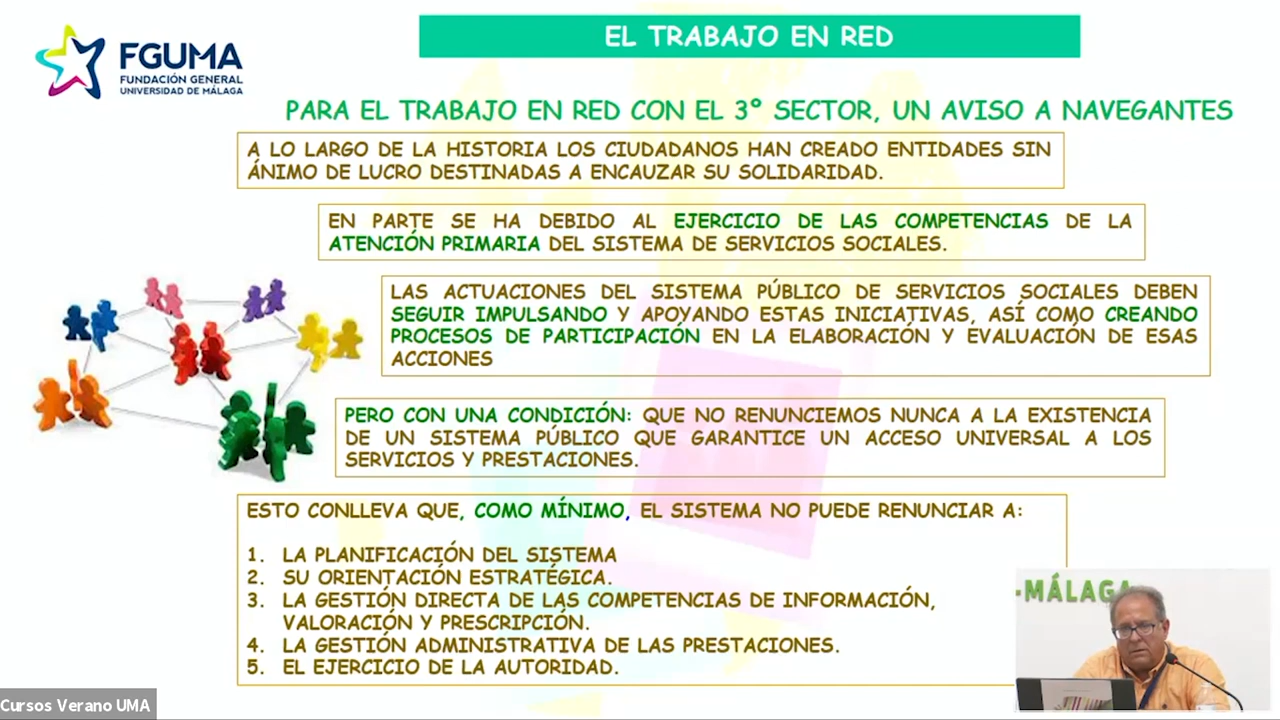 FGUMA
FUNDACIÓN GENERAL
UNIVERSIDAD DE MÁLAGA
EL TRABAJO EN RED
PARA EL TRABAJO EN RED CON EL 3º SECTOR, UN AVISO A NAVEGANTES
A LO LARGO DE LA HISTORIA LOS CIUDADANOS HAN CREADO ENTIDADES SIN
ÁNIMO DE LUCRO DESTINADAS A ENCAUZAR SU SOLIDARIDAD.
EN PARTE SE HA DEBIDO AL EJERCICIO DE LAS COMPETENCIAS DE LA
ATENCIÓN PRIMARIA DEL SISTEMA DE SERVICIOS SOCIALES.
LAS ACTUACIONES DEL SISTEMA PÚBLICO DE SERVICIOS SOCIALES DEBEN
SEGUIR IMPULSANDO Y APOYANDO ESTAS INICIATIVAS, ASÍ COMO CREANDO
PROCESOS DE PARTICIPACIÓN EN LA ELABORACIÓN Y EVALUACIÓN DE ESAS
ACCIONES
PERO CON UNA CONDICIÓN: QUE NO RENUNCIEMOS NUNCA A LA EXISTENCIA
DE UN SISTEMA PÚBLICO QUE GARANTICE UN ACCESO UNIVERSAL A LOS
SERVICIOS Y PRESTACIONES.
ESTO CONLLEVA QUE, COMO MÍNIMO, EL SISTEMA NO PUEDE RENUNCIAR A:
1. LA PLANIFICACIÓN DEL SISTEMA
2. SU ORIENTACIÓN ESTRATÉGICA.
3. LA GESTIÓN DIRECTA DE LAS COMPETENCIAS DE INFORMACIÓN,
VALORACIÓN Y PRESCRIPCIÓN.
4. LA GESTIÓN ADMINISTRATIVA DE LAS PRESTACIONES.
5. EL EJERCICIO DE LA AUTORIDAD.
-MÁLAGA
Cursos Verano UMA